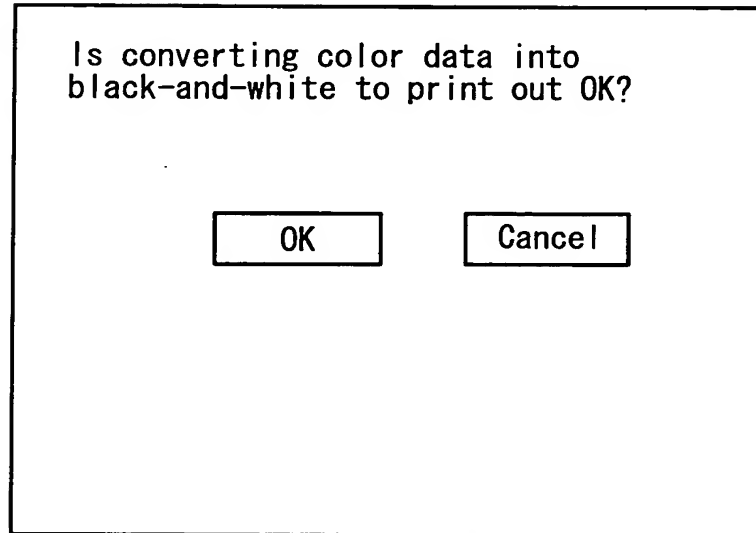 Is converting color data into
black-and-white to print out OK?
OK
Cancel